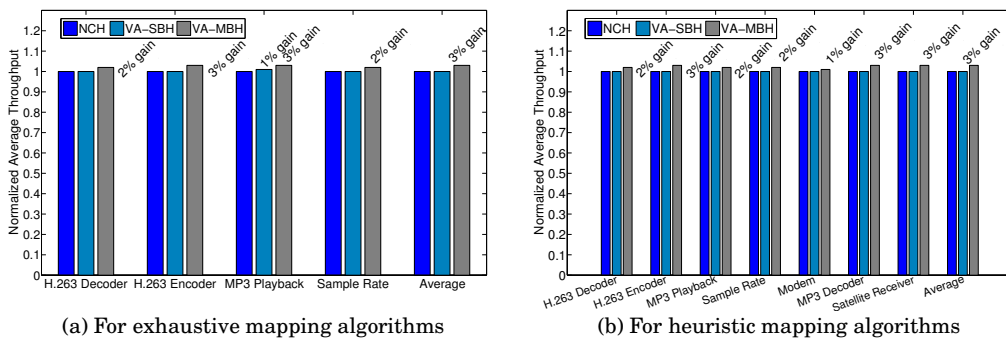 NCH VA-SBH VA-MBH
Normalized Average Throughput
1.2
1.1
1
0.9
0.8
0.7
0.6
0.5
0.4
0.3
0.2
0.1
0
2% gain
3% gain
1% gain
3% gain
2% gain
3% gain
H.263 Decoder H.263 Encoder MP3 Playback Sample Rate Average
(a) For exhaustive mapping algorithms
NCH VA-SBH VA-MBH
Normalized Average Throughput
1.2
1.1
1
0.9
0.8
0.7
0.6
0.5
0.4
0.3
0.2
0.1
0
2% gain
3% gain
2% gain
2% gain
1% gain
3% gain
3% gain
3% gain
H.263 Decoder
H.263 Encoder
MP3 Playback
Sample Rate
Modem
MP3 Decoder
Satellite Receiver
Average
(b) For heuristic mapping algorithms